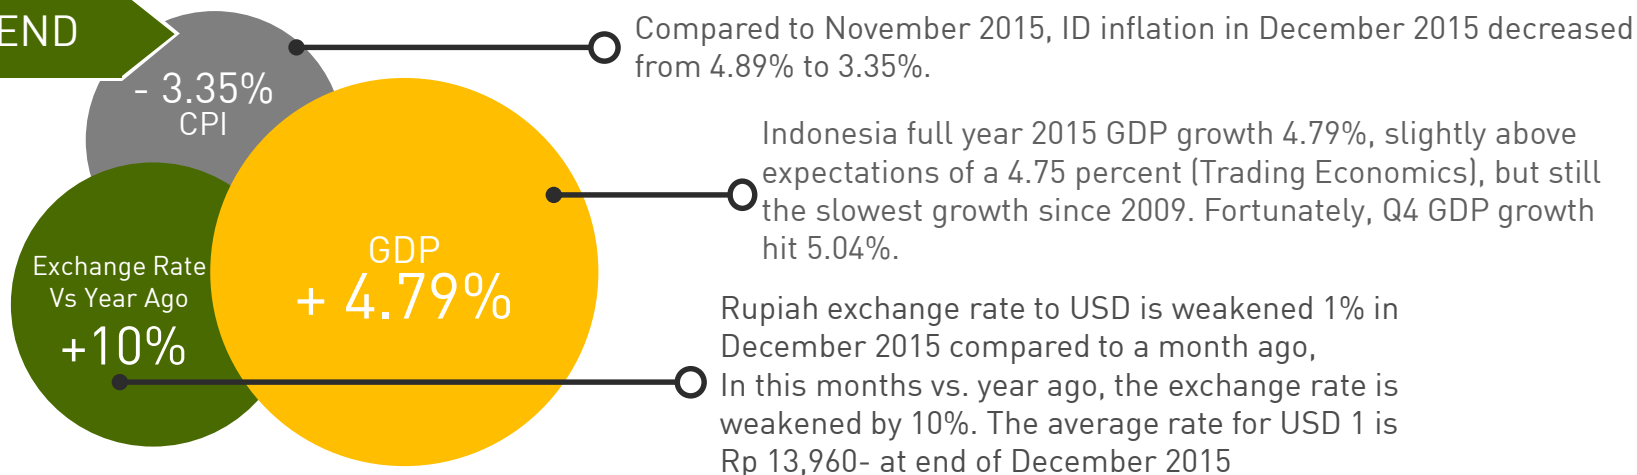 END
- 3.35%
CPI
Compared to November 2015, ID inflation in December 2015 decreased
from 4.89% to 3.35%.
GDP
+ 4.79%
Indonesia full year 2015 GDP growth 4.79%, slightly above
expectations of a 4.75 percent (Trading Economics), but still
the slowest growth since 2009. Fortunately, Q4 GDP growth
hit 5.04%.
Exchange Rate
Vs Year Ago
+10%
Rupiah exchange rate to USD is weakened 1% in
December 2015 compared to a month ago,
In this months vs. year ago, the exchange rate is
weakened by 10%. The average rate for USD 1 is
Rp 13,960- at end of December 2015